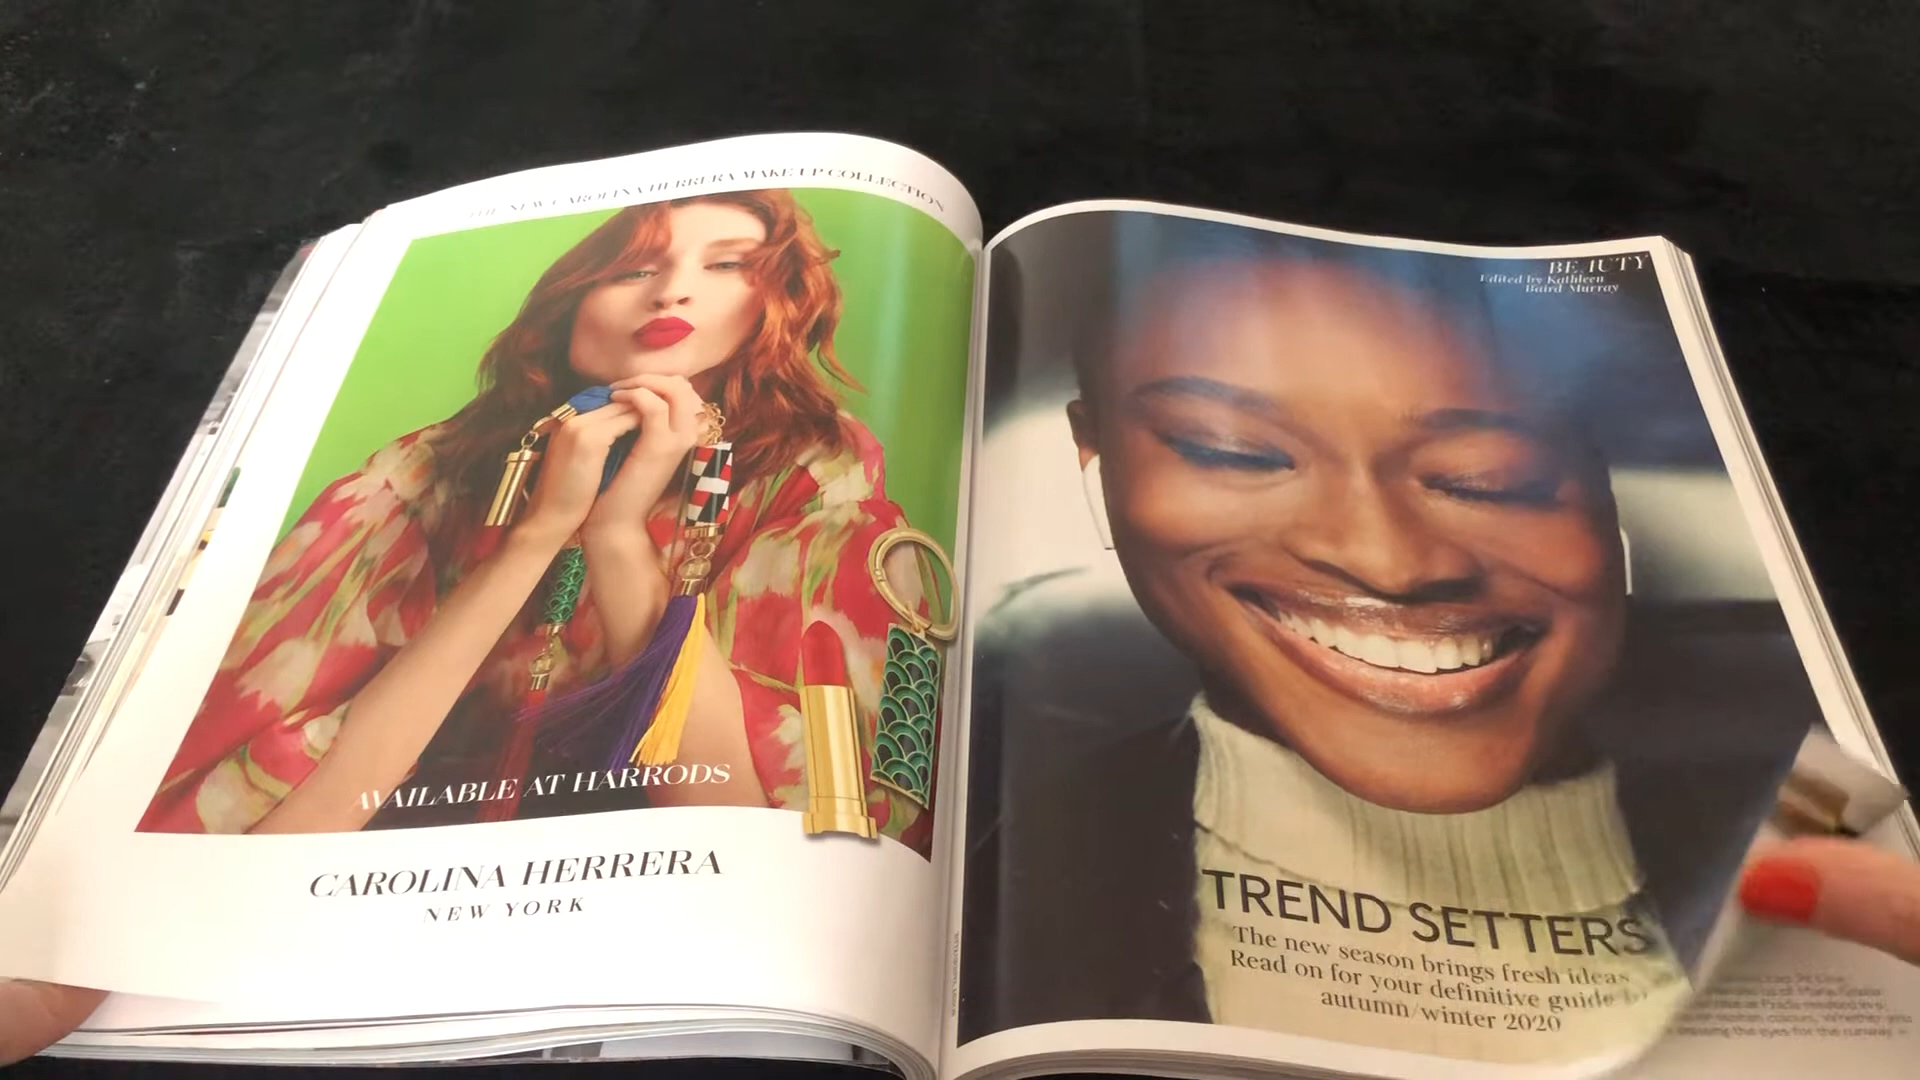 THE NEW CAROLINA HERRERA MAKE UP COLLECTION
AVAILABLE AT HARRODS
CAROLINA HERRERA
NEW YORK
BEAUTY
Edited by Kathleen
Baird Murray
TREND SETTERS
The new season brings fresh ideas.
Read on for your definitive guide to
autumn/winter 2020